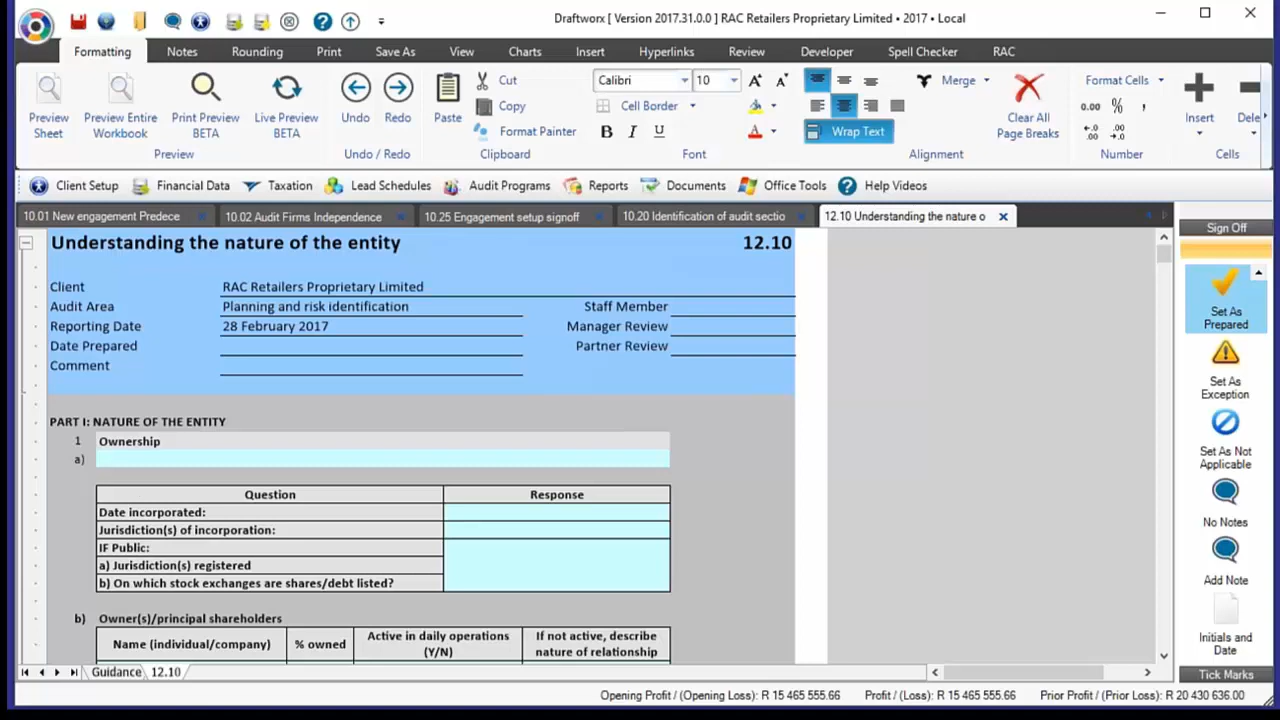 Draftworx [ Version 2017.31.0.0 ] RAC Retailers Proprietary Limited • 2017 • Local
Formatting Notes Rounding Print Save As View Charts Insert Hyperlinks Review Developer Spell Checker RAC
Preview Sheet
Preview Entire Workbook
Print Preview BETA
Live Preview BETA
Preview
Undo
Redo
Undo / Redo
Paste
Cut
Copy
Format Painter
Clipboard
Calibri 10
Cell Border
B I U
Font
Merge
Wrap Text
Clear All Page Breaks
Alignment
Format Cells
0.00 % ,
Number
Insert
Dele
Cells
Client Setup Financial Data Taxation Lead Schedules Audit Programs Reports Documents Office Tools Help Videos
10.01 New engagement Predece 10.02 Audit Firms Independence 10.25 Engagement setup signoff 10.20 Identification of audit sectio 12.10 Understanding the nature o
Understanding the nature of the entity 12.10
Client RAC Retailers Proprietary Limited
Audit Area Planning and risk identification Staff Member
Reporting Date 28 February 2017 Manager Review
Date Prepared Partner Review
Comment
PART I: NATURE OF THE ENTITY
1 Ownership
a)
Question Response
Date incorporated:
Jurisdiction(s) of incorporation:
IF Public:
a) Jurisdiction(s) registered
b) On which stock exchanges are shares/debt listed?
b) Owner(s)/principal shareholders
Name (individual/company) % owned Active in daily operations (Y/N) If not active, describe nature of relationship
Guidance 12.10
Sign Off
Set As Prepared
Set As Exception
Set As Not Applicable
No Notes
Add Note
Initials and Date
Tick Marks
Opening Profit / (Opening Loss): R 15 465 555.66 Profit / (Loss): R 15 465 555.66 Prior Profit / (Prior Loss): R 20 430 636.00